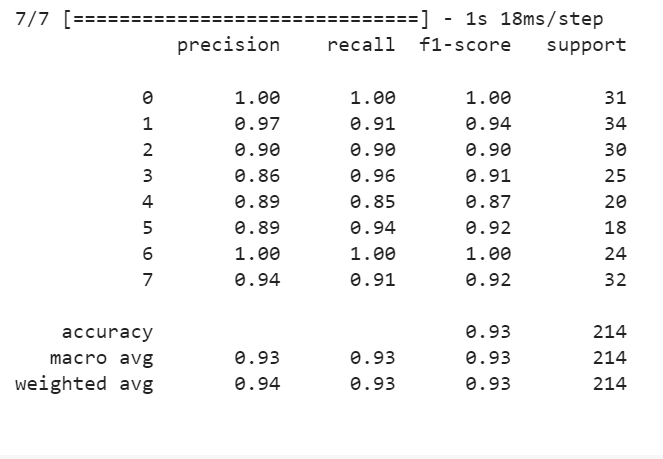 7/7 [==============================] - 1s 18ms/step
precision recall f1-score support
0 1.00 1.00 1.00 31
1 0.97 0.91 0.94 34
2 0.90 0.90 0.90 30
3 0.86 0.96 0.91 25
4 0.89 0.85 0.87 20
5 0.89 0.94 0.92 18
6 1.00 1.00 1.00 24
7 0.94 0.91 0.92 32
accuracy 0.93 214
macro avg 0.93 0.93 0.93 214
weighted avg 0.94 0.93 0.93 214